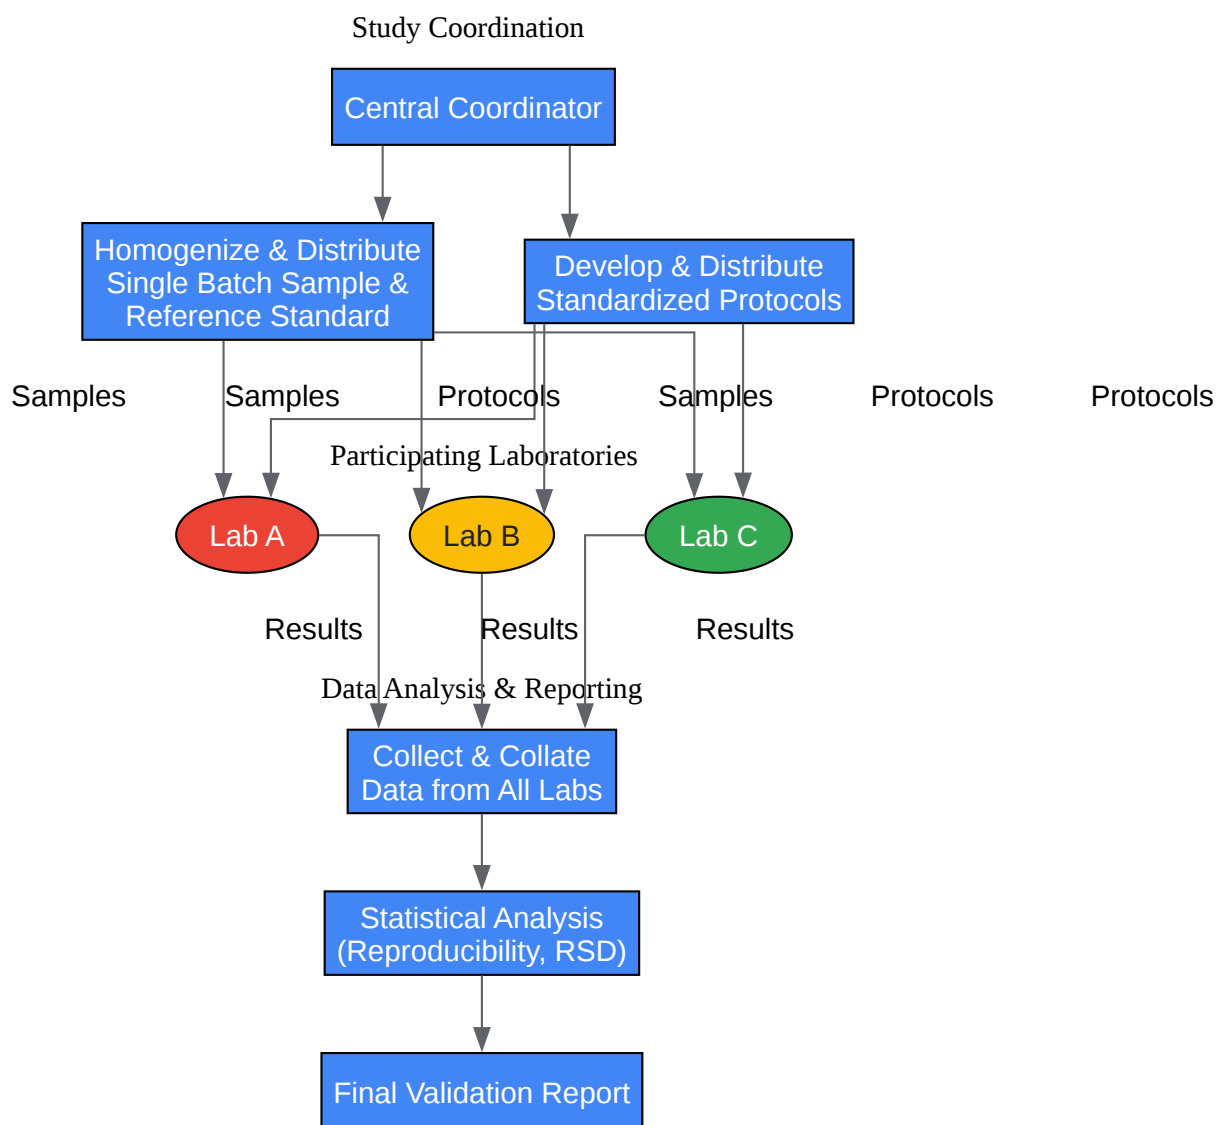 Study Coordination
Central Coordinator
Homogenize & Distribute
Single Batch Sample &
Reference Standard
Develop & Distribute
Standardized Protocols
Samples
Samples
Protocols
Samples
Protocols
Protocols
Participating Laboratories
Lab A
Lab B
Lab C
Results
Results
Results
Data Analysis & Reporting
Collect & Collate
Data from All Labs
Statistical Analysis
(Reproducibility, RSD)
Final Validation Report